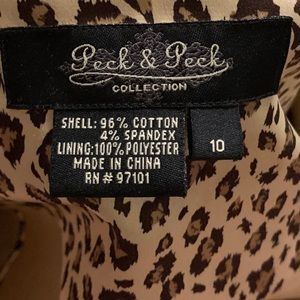 Peck & Peck
COLLECTION
SHELL: 96% COTTON
4% SPANDEX
LINING:100% POLYESTER
MADE IN CHINA
RN# 97101
10